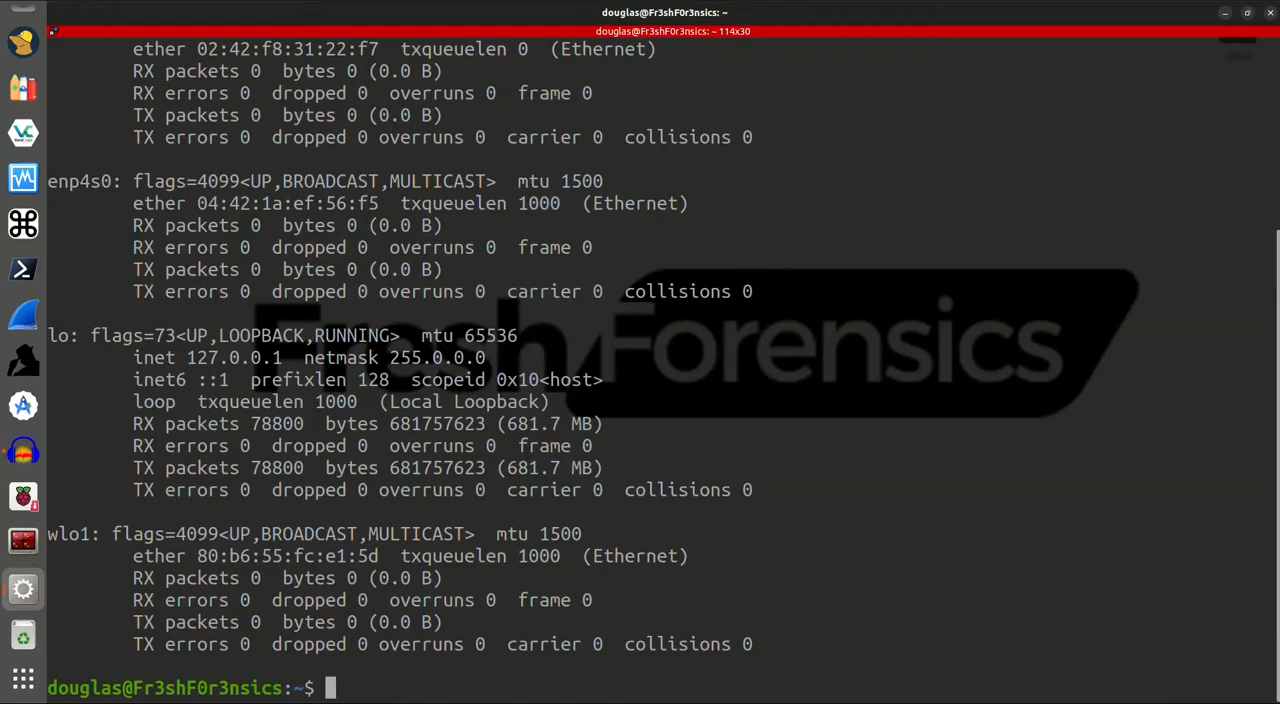 douglas@Fr3shF0r3nsics: ~
douglas@Fr3shF0r3nsics: ~ 114x30
ether 02:42:f8:31:22:f7  txqueuelen 0  (Ethernet)
RX packets 0  bytes 0 (0.0 B)
RX errors 0  dropped 0  overruns 0  frame 0
TX packets 0  bytes 0 (0.0 B)
TX errors 0  dropped 0 overruns 0  carrier 0  collisions 0
enp4s0: flags=4099<UP,BROADCAST,MULTICAST>  mtu 1500
ether 04:42:1a:ef:56:f5  txqueuelen 1000  (Ethernet)
RX packets 0  bytes 0 (0.0 B)
RX errors 0  dropped 0  overruns 0  frame 0
TX packets 0  bytes 0 (0.0 B)
TX errors 0  dropped 0 overruns 0  carrier 0  collisions 0
Fresh Forensics
lo: flags=73<UP,LOOPBACK,RUNNING>  mtu 65536
inet 127.0.0.1  netmask 255.0.0.0
inet6 ::1  prefixlen 128  scopeid 0x10<host>
loop  txqueuelen 1000  (Local Loopback)
RX packets 78800  bytes 681757623 (681.7 MB)
RX errors 0  dropped 0  overruns 0  frame 0
TX packets 78800  bytes 681757623 (681.7 MB)
TX errors 0  dropped 0 overruns 0  carrier 0  collisions 0
wlo1: flags=4099<UP,BROADCAST,MULTICAST>  mtu 1500
ether 80:b6:55:fc:e1:5d  txqueuelen 1000  (Ethernet)
RX packets 0  bytes 0 (0.0 B)
RX errors 0  dropped 0  overruns 0  frame 0
TX packets 0  bytes 0 (0.0 B)
TX errors 0  dropped 0 overruns 0  carrier 0  collisions 0
douglas@Fr3shF0r3nsics:~$